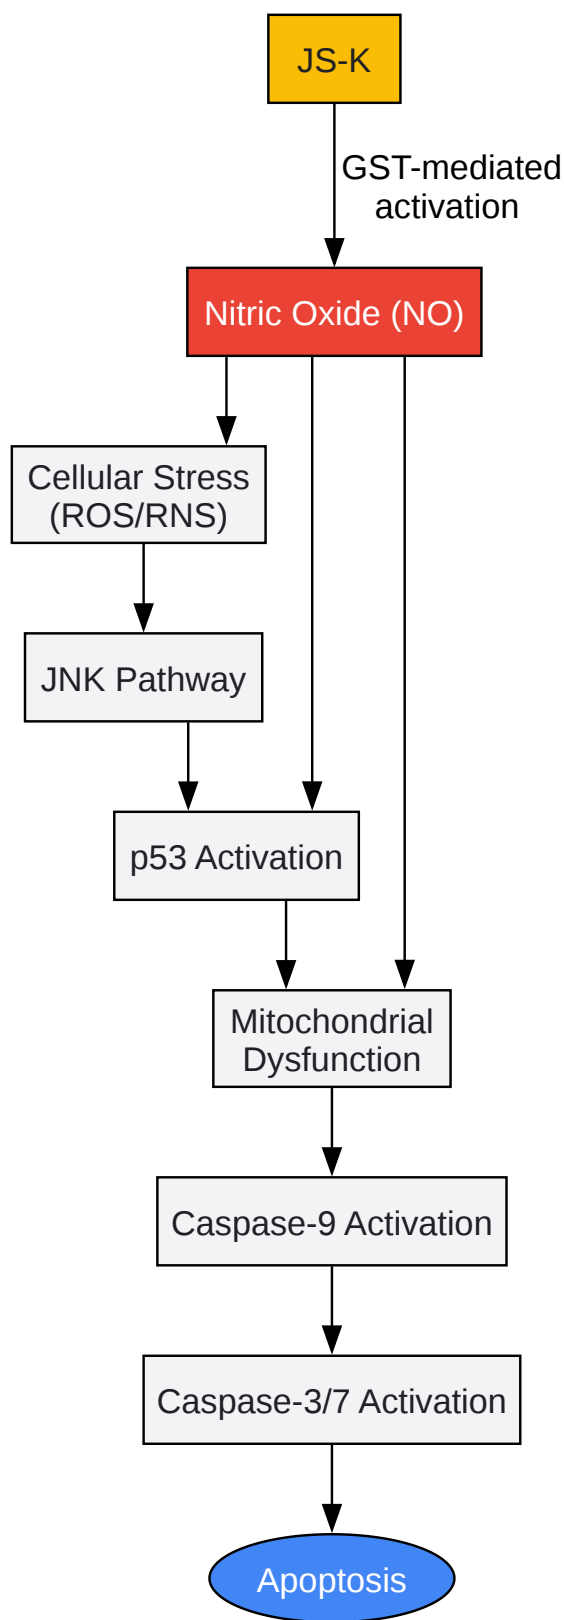 JS-K
GST-mediated
activation
Nitric Oxide (NO)
Cellular Stress
(ROS/RNS)
JNK Pathway
p53 Activation
Mitochondrial
Dysfunction
Caspase-9 Activation
Caspase-3/7 Activation
Apoptosis